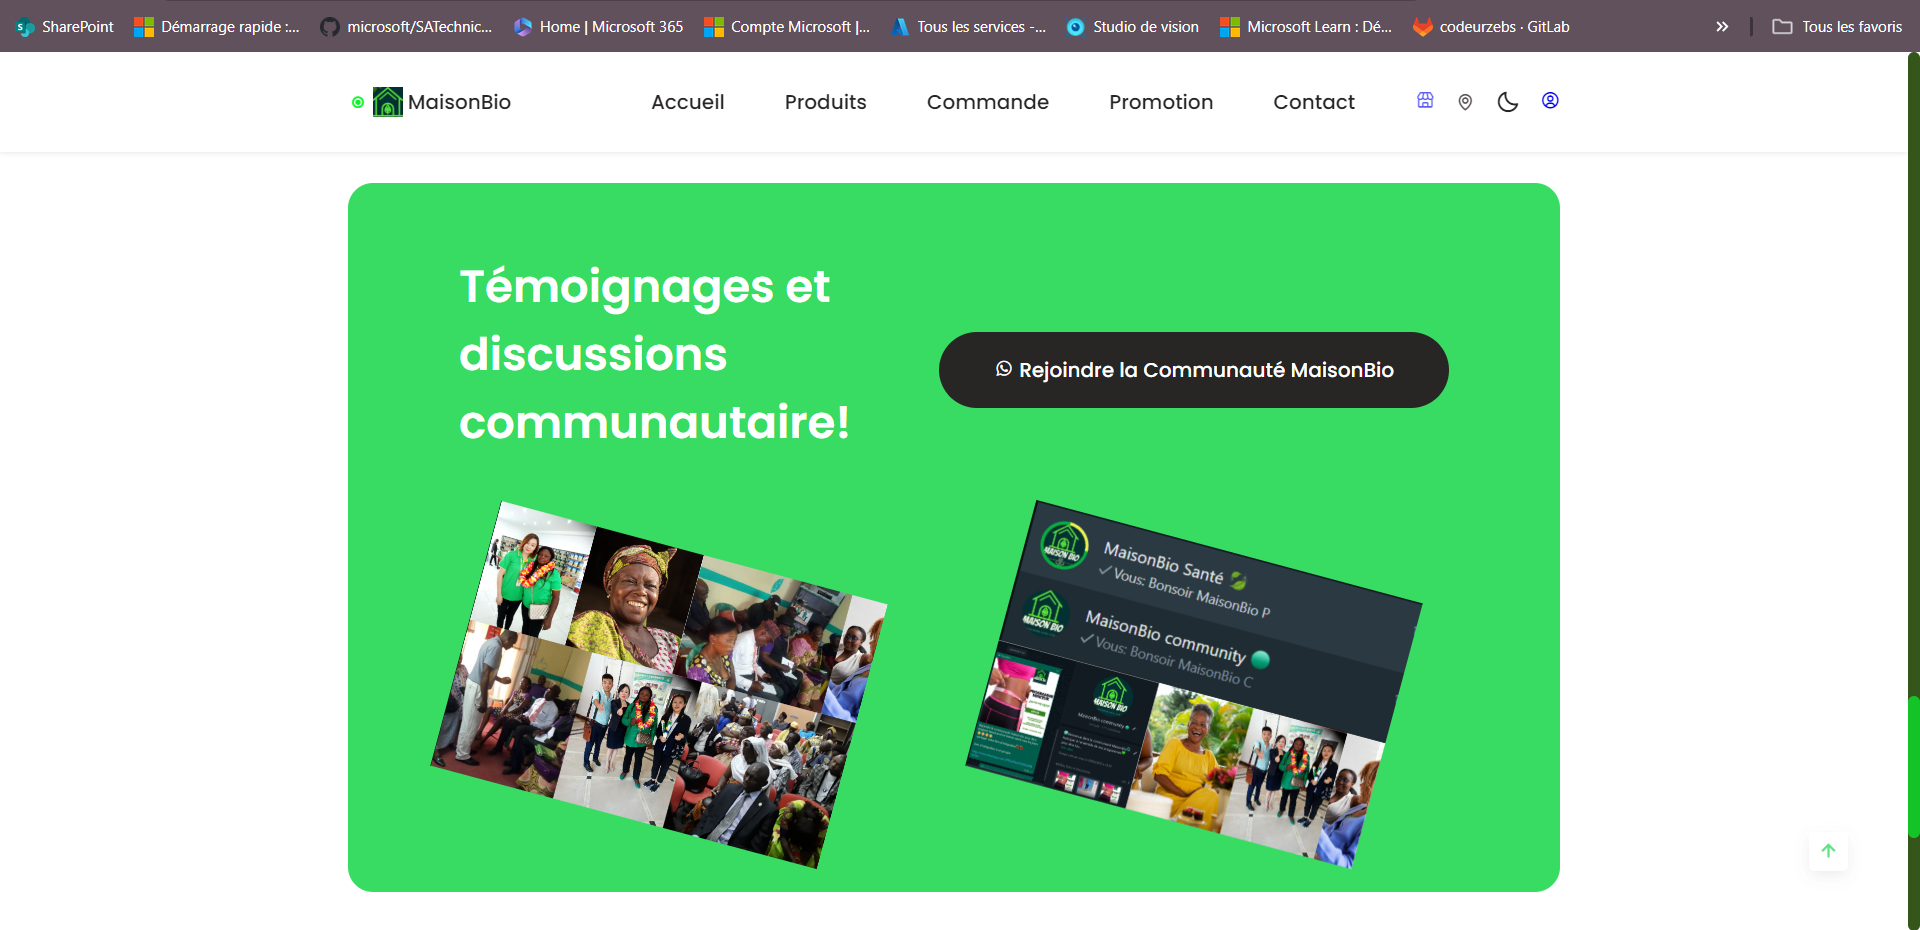 SharePoint
Démarrage rapide :...
microsoft/SATechnic...
Home | Microsoft 365
Compte Microsoft |...
Tous les services -...
Studio de vision
Microsoft Learn : Dé...
codeurzebs · GitLab
»
Tous les favoris
MaisonBio
Accueil
Produits
Commande
Promotion
Contact
Témoignages et
discussions
communautaire!
Rejoindre la Communauté MaisonBio
MAISON BIO
MaisonBio Santé
Vous: Bonsoir MaisonBio P
MAISON BIO
MaisonBio community
Vous: Bonsoir MaisonBio C
MAISON BIO
MaisonBio community